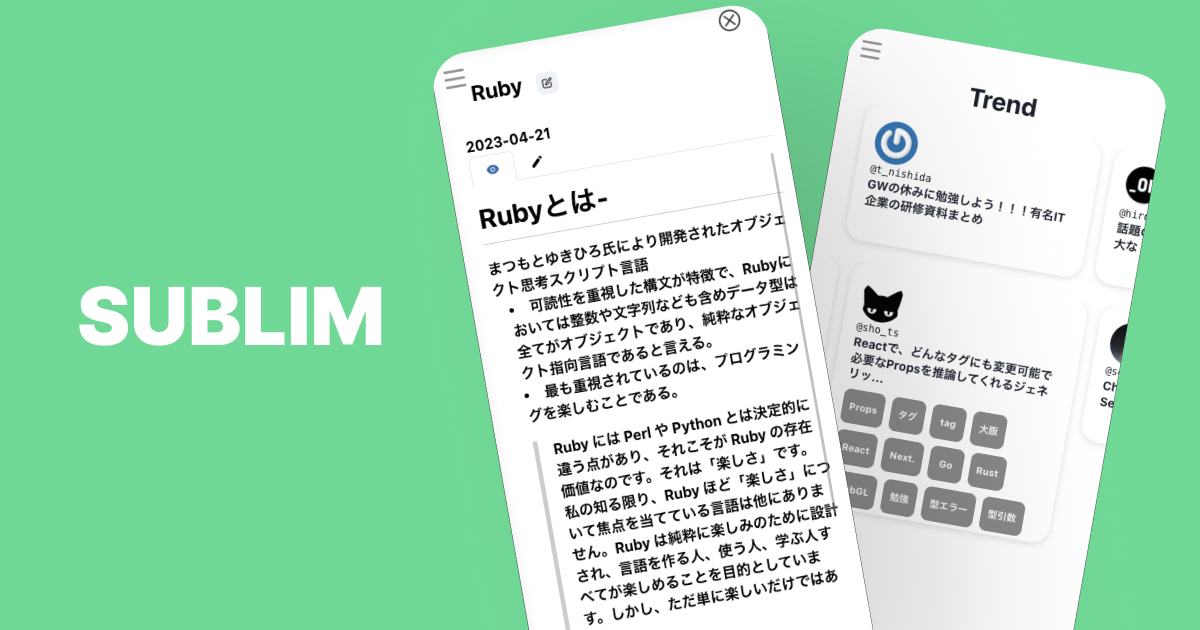 SUBLIM
Ruby
2023-04-21
Rubyとは-
まつもとゆきひろ氏により開発されたオブジェ
クト思考スクリプト言語
• 可読性を重視した構文が特徴で、Rubyに
おいては整数や文字列なども含めデータ型は
全てがオブジェクトであり、純粋なオブジェ
クト指向言語であると言える。
• 最も重視されているのは、プログラミン
グを楽しむことである。
Ruby には Perl や Python とは決定的に
違う点があり、それこそが Ruby の存在
価値なのです。それは「楽しさ」です。
私の知る限り、Ruby ほど「楽しさ」につ
いて焦点を当てている言語は他にありま
せん。Ruby は純粋に楽しみのために設計
され、言語を作る人、使う人、学ぶ人す
べてが楽しめることを目的としていま
す。しかし、ただ単に楽しいだけではあ
Trend
@t_nishida
GWの休みに勉強しよう！！！有名IT
企業の研修資料まとめ
@hiro
話題の
大な
@sho_ts
Reactで、どんなタグにも変更可能で
必要なPropsを推論してくれるジェネ
リッ...
Props タグ tag 大阪
React Next. Go Rust
bGL 勉強 型エラー 型引数
Ch
Se